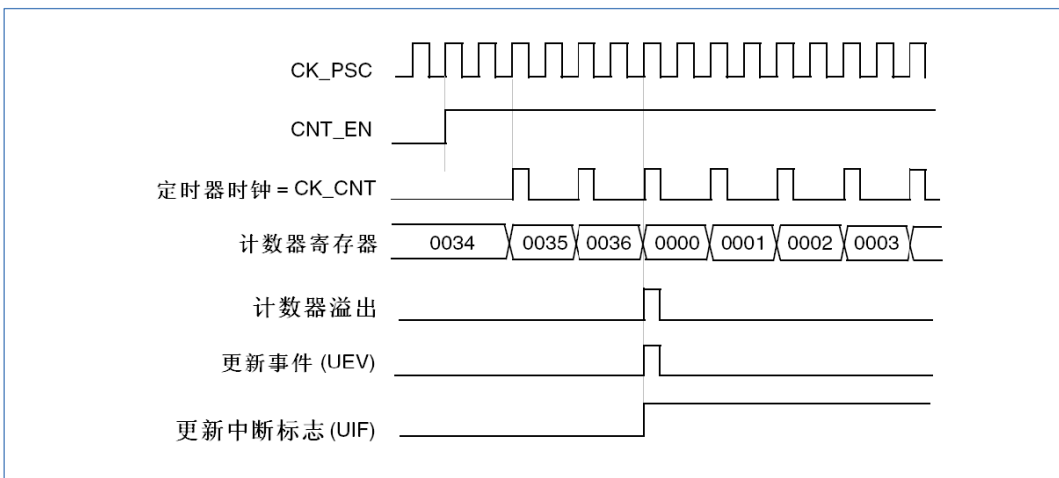 CK_PSC
CNT_EN
定时器时钟 = CK_CNT
计数器寄存器 0034 0035 0036 0000 0001 0002 0003
计数器溢出
更新事件 (UEV)
更新中断标志 (UIF)